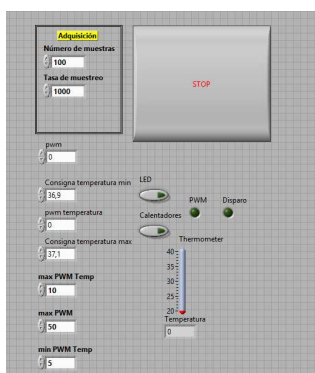 Adquisición
Número de muestras
100
Tasa de muestreo
1000
STOP
pwm
0
Consigna temperatura min
36,9
LED
pwm temperatura
0
PWM
Disparo
Calentadores
Consigna temperatura max
37,1
Thermometer
40
35
30
25
20
Temperatura
0
max PWM Temp
10
max PWM
50
min PWM Temp
5